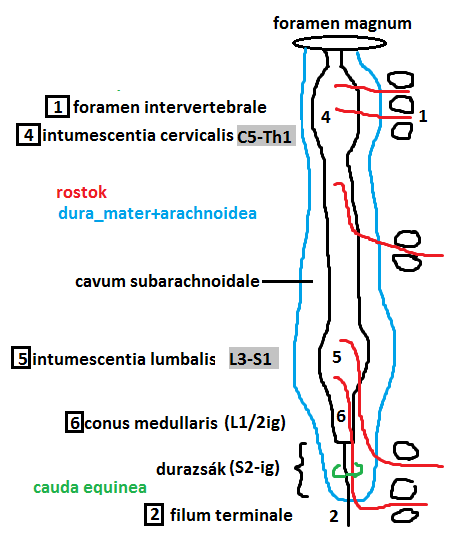 foramen magnum
1 foramen intervertebrale
4 intumescentia cervicalis C5-Th1
4
1
rostok
dura_mater+arachnoidea
cavum subarachnoidale
5 intumescentia lumbalis L3-S1
5
6 conus medullaris (L1/2ig)
6
durazsák (S2-ig)
cauda equinea
2 filum terminale
2